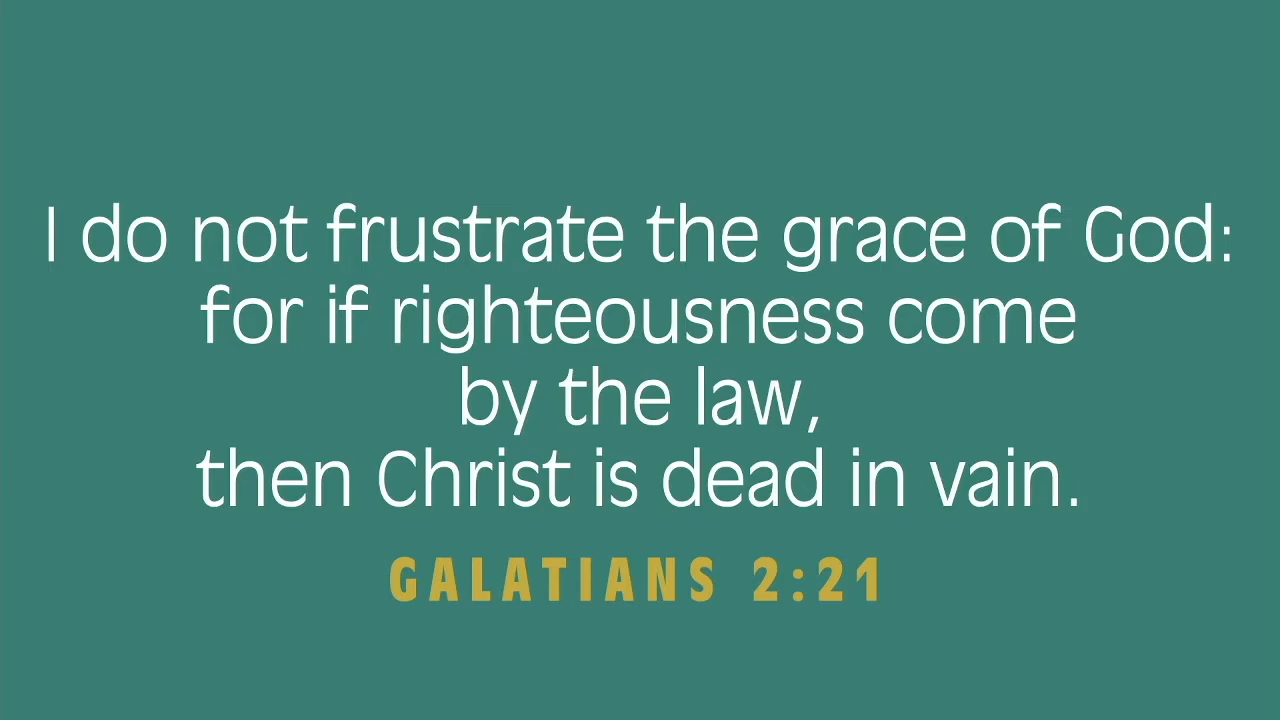 I do not frustrate the grace of God:
for if righteousness come
by the law,
then Christ is dead in vain.
GALATIANS 2:21